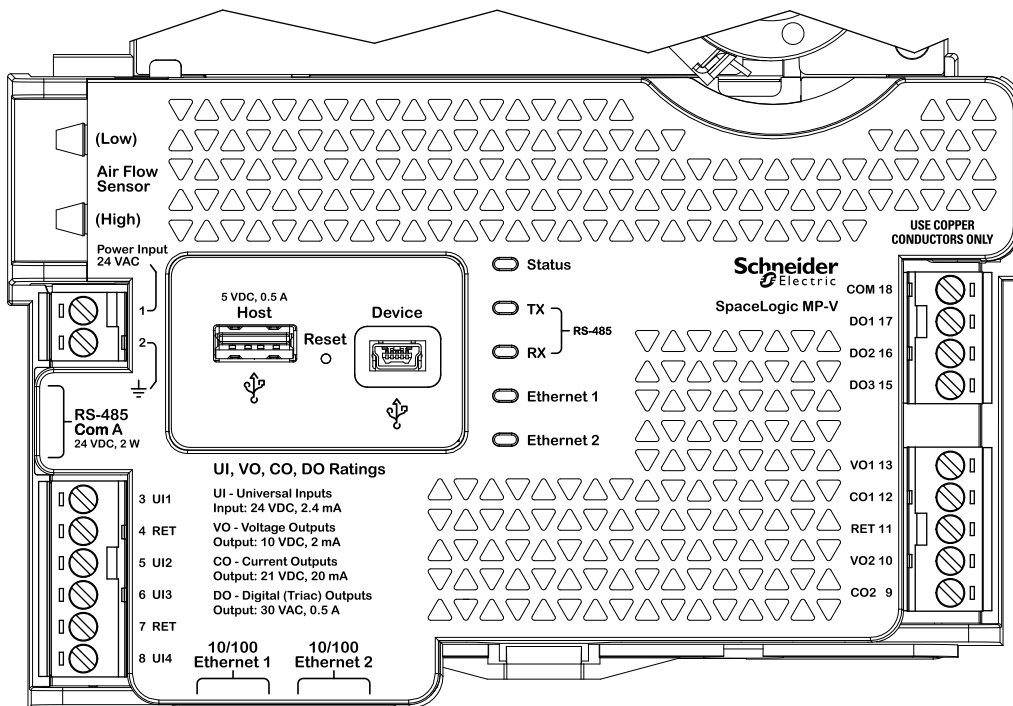 (Low)
Air Flow
Sensor
(High)
Power Input
24 VAC
1
2
RS-485
Com A
24 VDC, 2 W
3 UI1
4 RET
5 UI2
6 UI3
7 RET
8 UI4
5 VDC, 0.5 A
Host
Reset
Device
Status
TX
RX
RS-485
Ethernet 1
Ethernet 2
UI, VO, CO, DO Ratings
UI - Universal Inputs
Input: 24 VDC, 2.4 mA
VO - Voltage Outputs
Output: 10 VDC, 2 mA
CO - Current Outputs
Output: 21 VDC, 20 mA
DO - Digital (Triac) Outputs
Output: 30 VAC, 0.5 A
10/100
Ethernet 1
10/100
Ethernet 2
USE COPPER
CONDUCTORS ONLY
Schneider
Electric
SpaceLogic MP-V
COM 18
DO1 17
DO2 16
DO3 15
VO1 13
CO1 12
RET 11
VO2 10
CO2 9